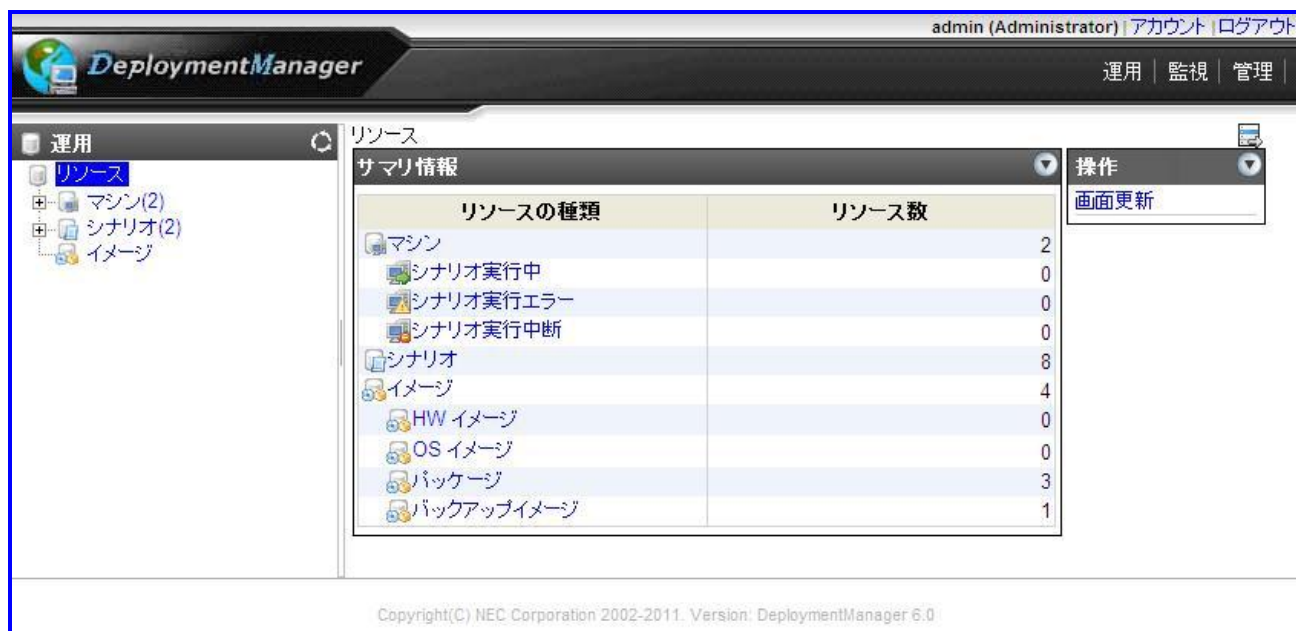 admin (Administrator) | アカウント | ログアウト
DeploymentManager
運用 | 監視 | 管理 |
運用
リソース
マシン(2)
シナリオ(2)
イメージ
リソース
サマリ情報
リソースの種類 リソース数
マシン 2
シナリオ実行中 0
シナリオ実行エラー 0
シナリオ実行中断 0
シナリオ 8
イメージ 4
HW イメージ 0
OS イメージ 0
パッケージ 3
バックアップイメージ 1
操作
画面更新
Copyright(C) NEC Corporation 2002-2011. Version: DeploymentManager 6.0